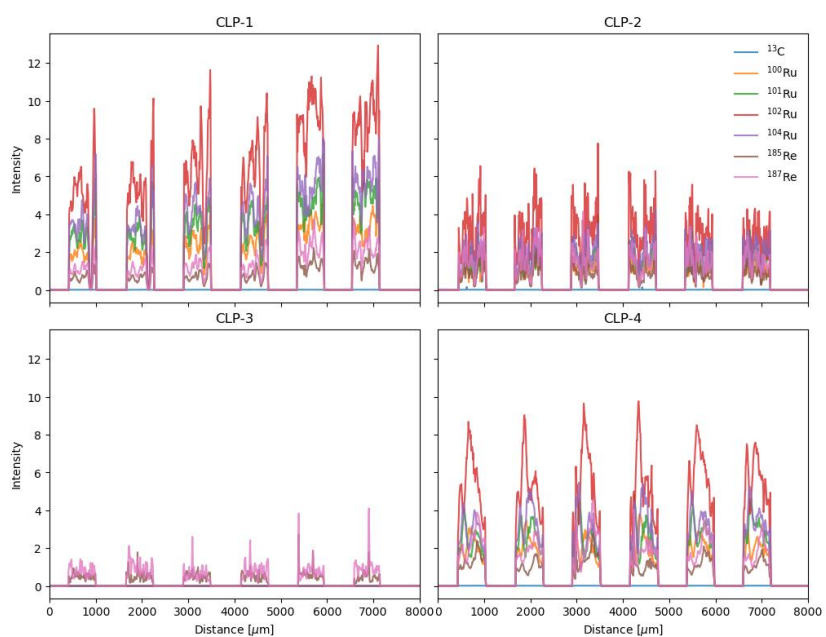 CLP-1
CLP-2
12
10
8
6
4
2
0
Intensity
¹³C
¹⁰⁰Ru
¹⁰¹Ru
¹⁰²Ru
¹⁰⁴Ru
¹⁸⁵Re
¹⁸⁷Re
CLP-3
CLP-4
12
10
8
6
4
2
0
Intensity
0 1000 2000 3000 4000 5000 6000 7000 8000
0 1000 2000 3000 4000 5000 6000 7000 8000
Distance [μm]
Distance [μm]